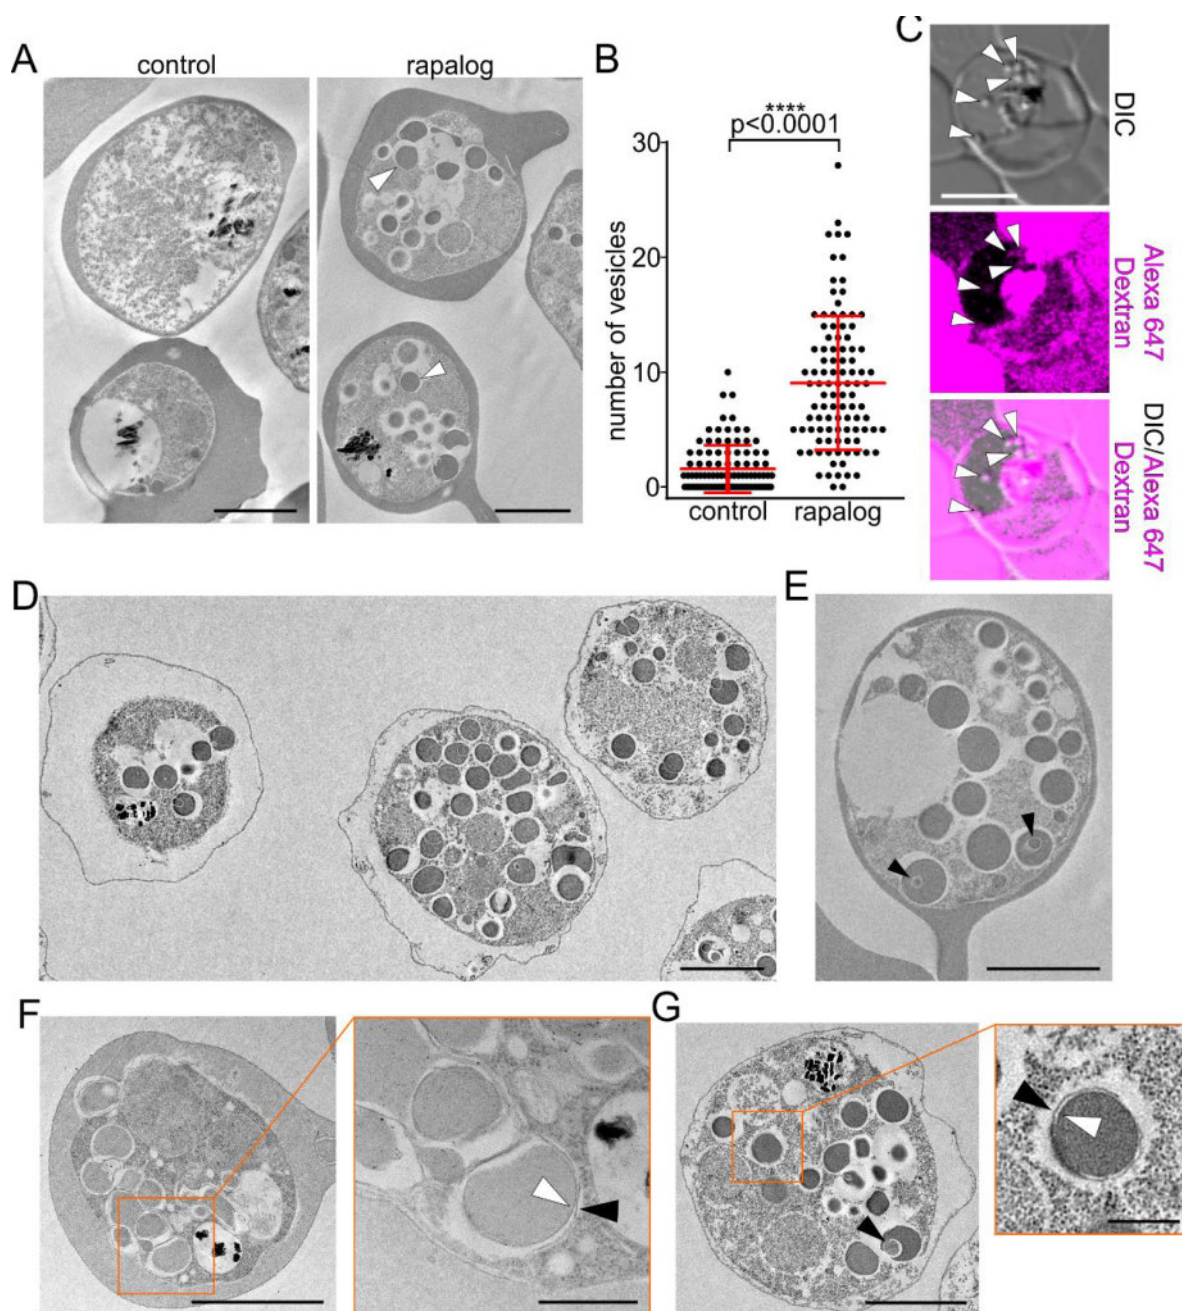 A
control
rapalog
B
****
p<0.0001
number of vesicles
30
20
10
0
control
rapalog
C
DIC
Alexa 647
Dextran
DIC/Alexa 647
Dextran
D
E
F
G